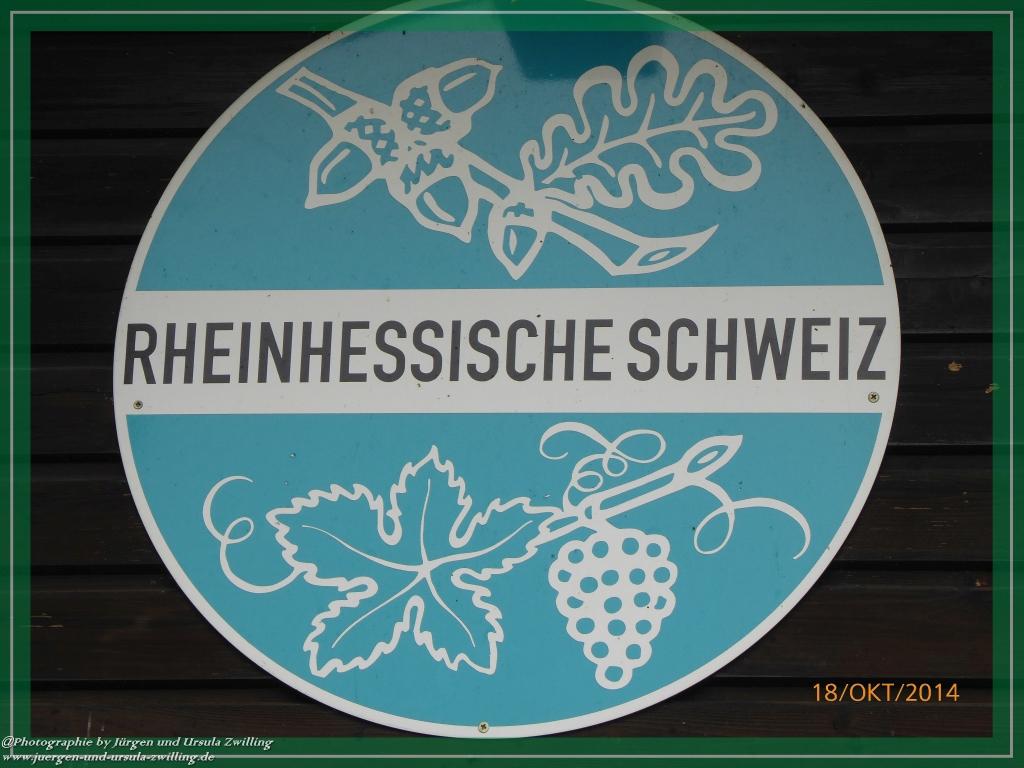 RHEINHESSISCHE SCHWEIZ
18/OKT/2014
@Photographie by Jürgen und Ursula Zwilling
www.juergen-und-ursula-zwilling.de